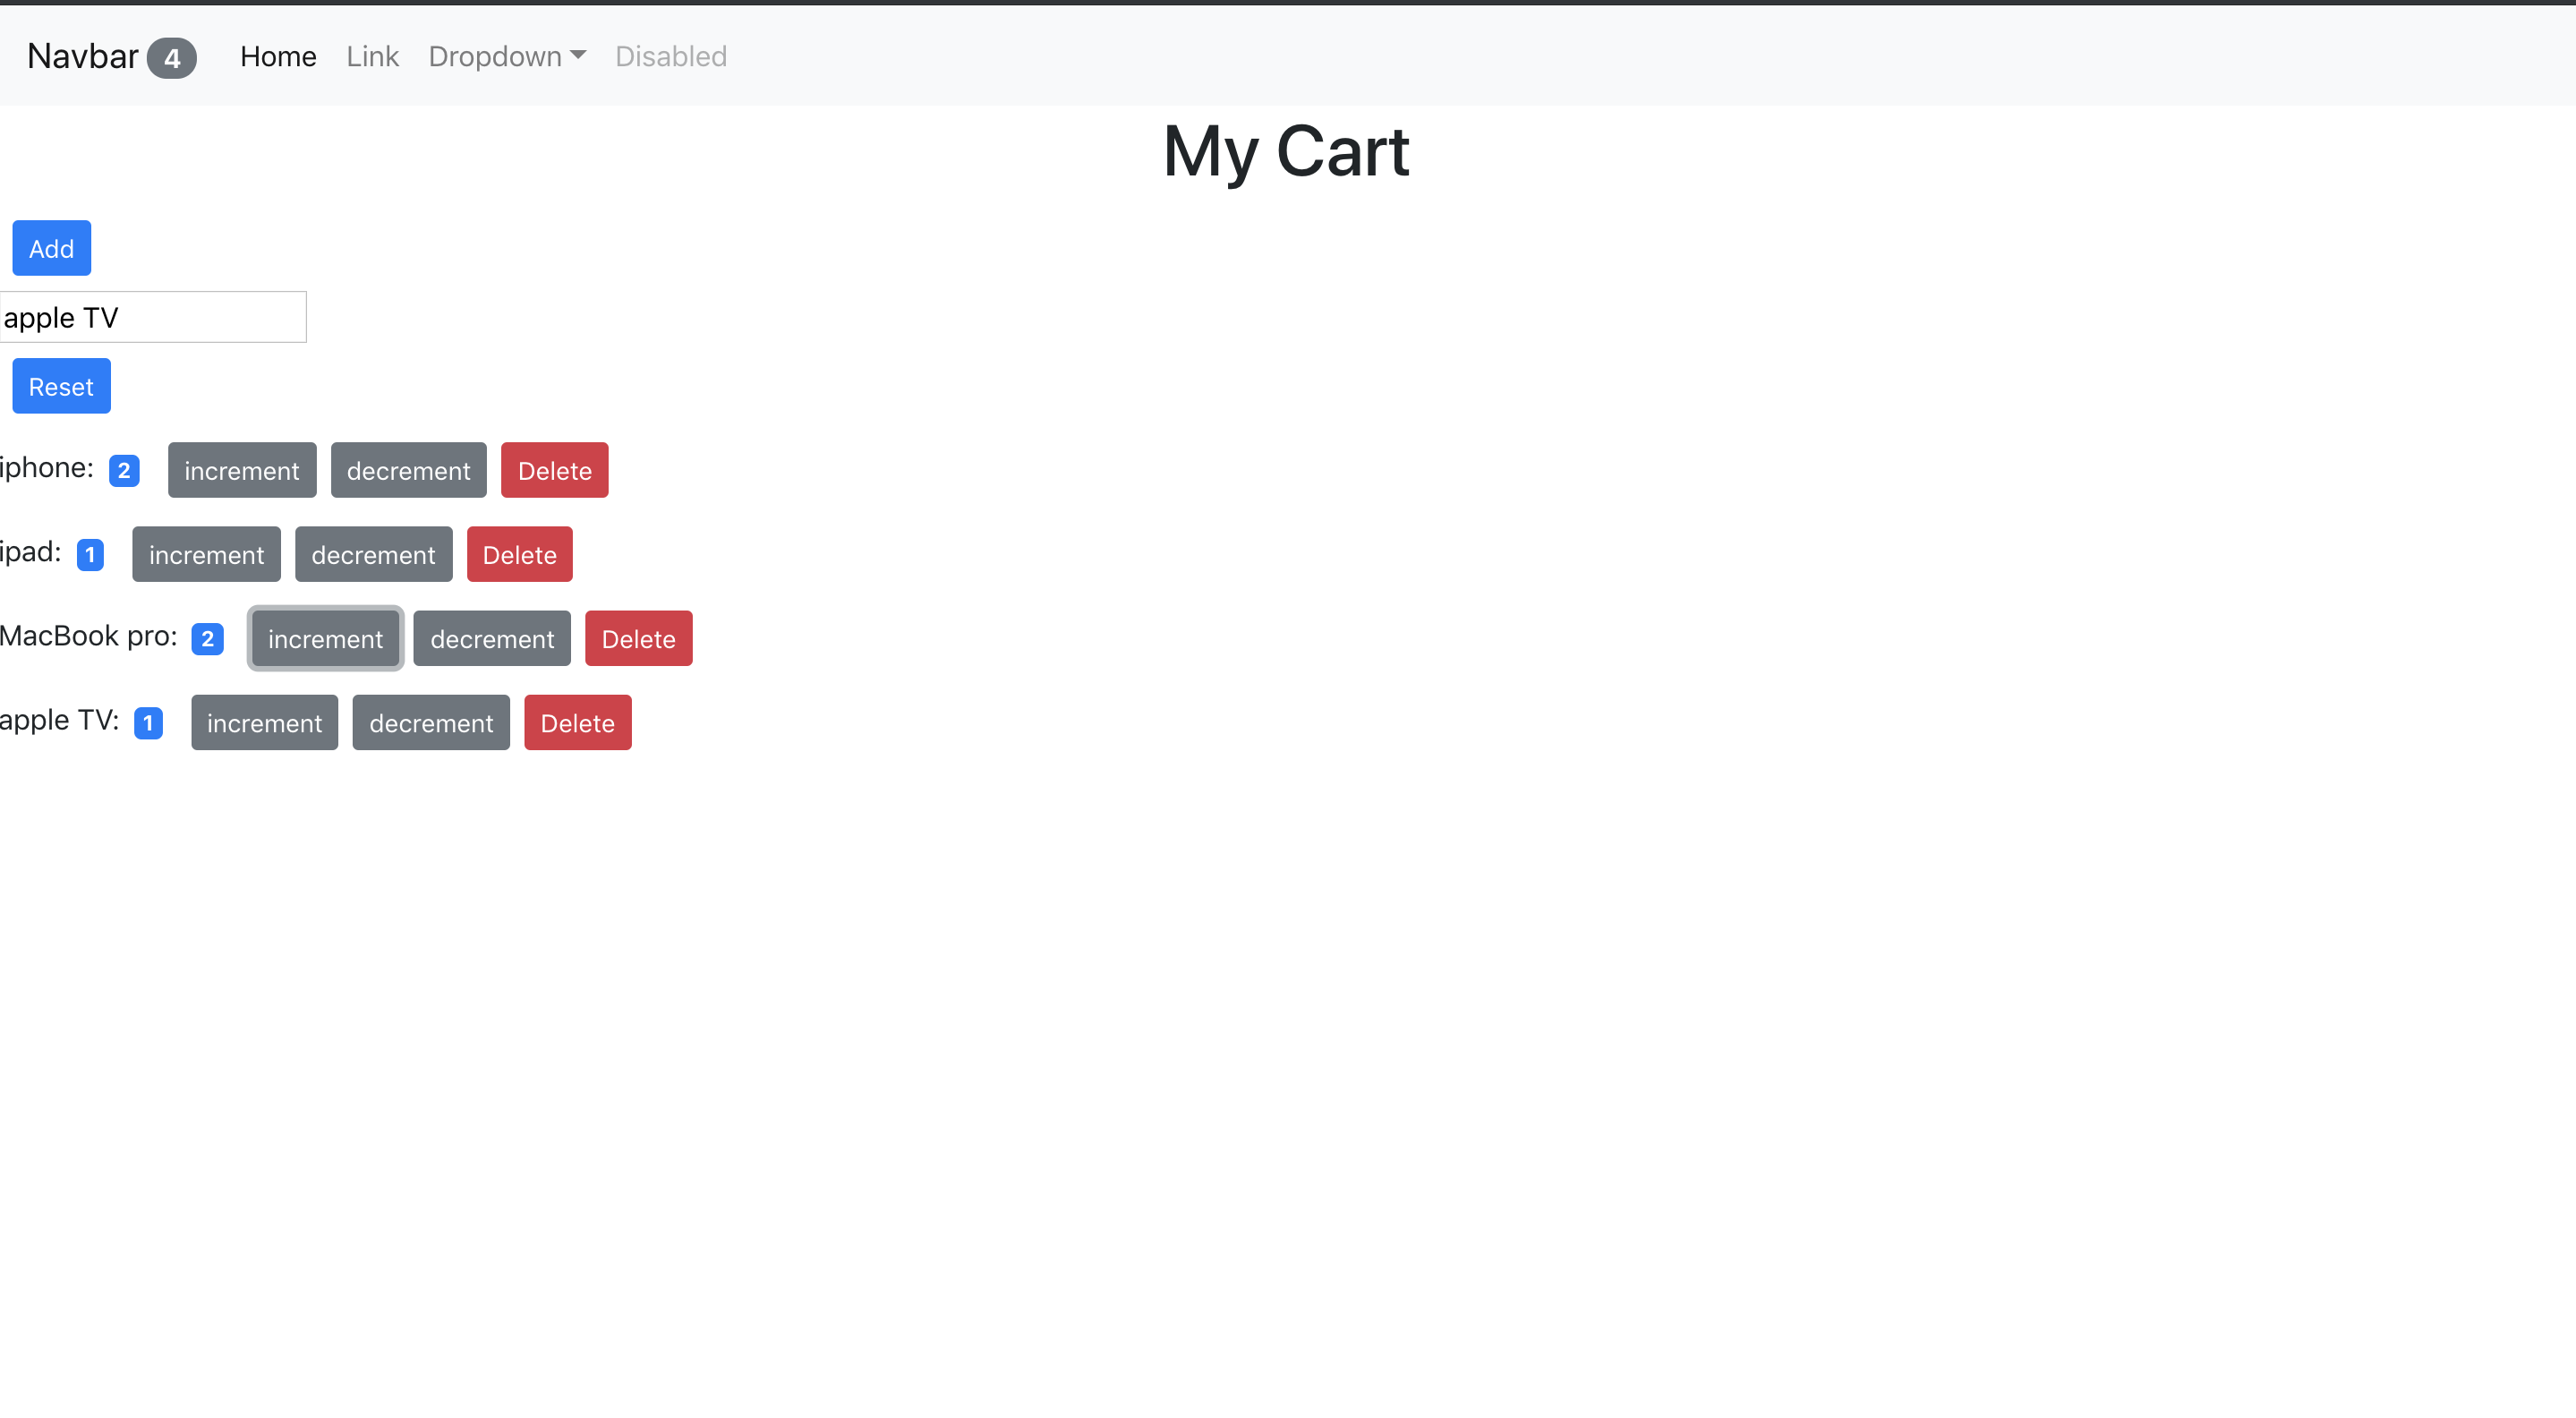 Navbar 4 Home Link Dropdown Disabled
My Cart
Add
apple TV
Reset
iphone: 2 increment decrement Delete
ipad: 1 increment decrement Delete
MacBook pro: 2 increment decrement Delete
apple TV: 1 increment decrement Delete